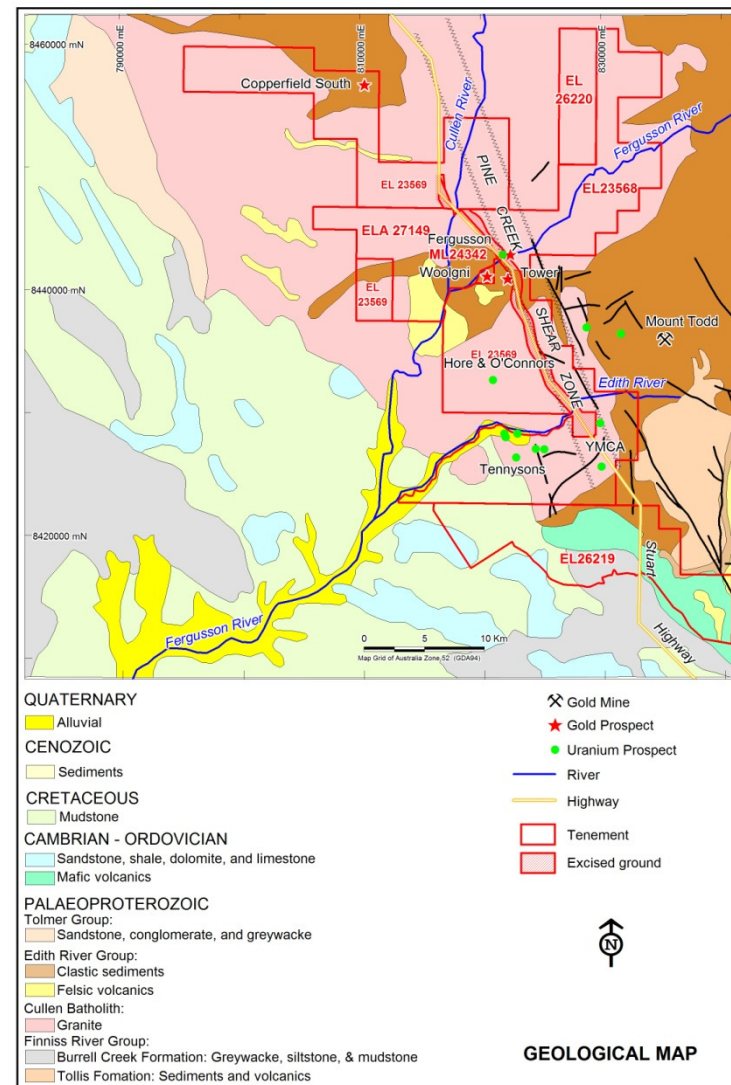 8460000 mN
790000 mE
810000 mE
830000 mE
Copperfield South
Cullen River
EL
26220
Fergusson River
PINE
CREEK
SHEAR
ZONE
EL 23569
EL23568
ELA 27149
Fergusson
ML24342
Woolgni
Tower
EL
23569
8440000 mN
Mount Todd
EL 23569
Hore & O'Connors
Edith River
YMCA
Tennysons
8420000 mN
EL26219
Stuart
Highway
Fergusson River
0 5 10 Km
Map Grid of Australia Zone 52 (GDA94)
QUATERNARY
Alluvial
CENOZOIC
Sediments
CRETACEOUS
Mudstone
CAMBRIAN - ORDOVICIAN
Sandstone, shale, dolomite, and limestone
Mafic volcanics
PALAEOPROTEROZOIC
Tolmer Group:
Sandstone, conglomerate, and greywacke
Edith River Group:
Clastic sediments
Felsic volcanics
Cullen Batholith:
Granite
Finniss River Group:
Burrell Creek Formation: Greywacke, siltstone, & mudstone
Tollis Fomation: Sediments and volcanics
Gold Mine
Gold Prospect
Uranium Prospect
River
Highway
Tenement
Excised ground
N
GEOLOGICAL MAP